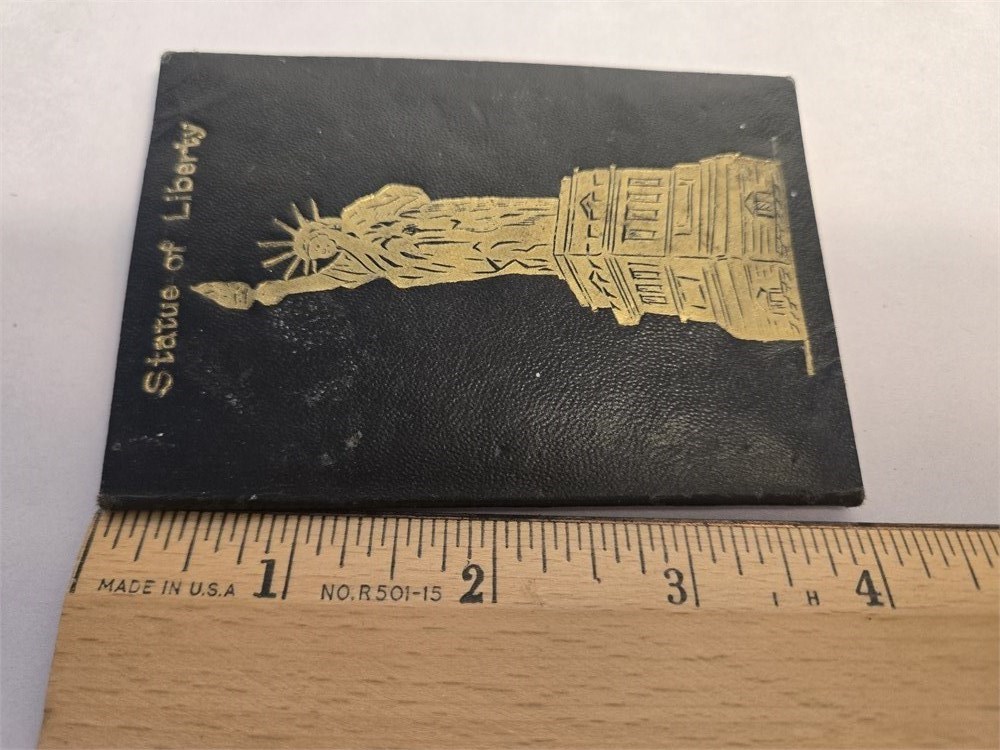 Statue of Liberty
1 2 3 4
MADE IN U.S.A NO.R501-15 I H